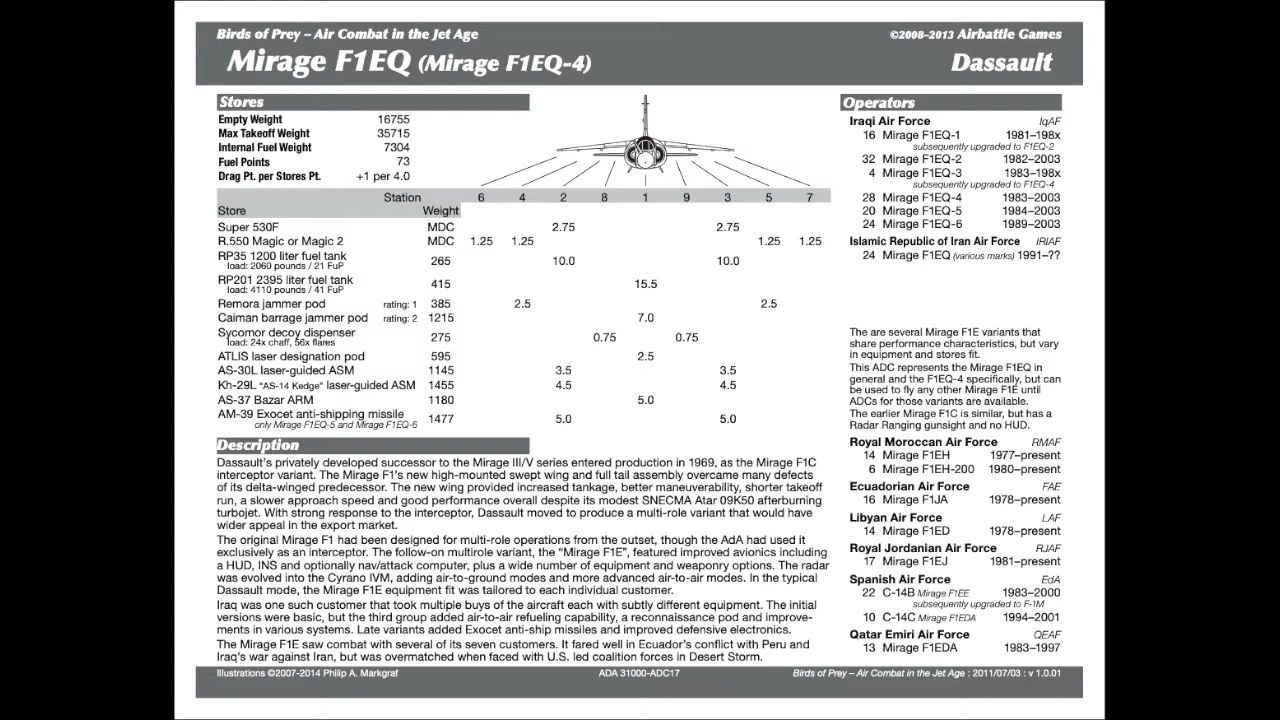 Birds of Prey – Air Combat in the Jet Age ©2008-2013 Airbattle Games
Mirage F1EQ (Mirage F1EQ-4) Dassault
Stores
Empty Weight 16755
Max Takeoff Weight 35715
Internal Fuel Weight 7304
Fuel Points 73
Drag Pt. per Stores Pt. +1 per 4.0
Station 6 4 2 8 1 9 3 5 7
Store Weight
Super 530F MDC 2.75 2.75
R.550 Magic or Magic 2 MDC 1.25 1.25 1.25 1.25
RP35 1200 liter fuel tank 265 10.0 10.0
load: 2060 pounds / 21 FuP
RP201 2395 liter fuel tank 415 15.5
load: 4110 pounds / 41 FuP
Remora jammer pod rating: 1 385 2.5 2.5
Caiman barrage jammer pod rating: 2 1215 7.0
Sycomor decoy dispenser 275 0.75 0.75
load: 24x chaff, 56x flares
ATLIS laser designation pod 595 2.5
AS-30L laser-guided ASM 1145 3.5 3.5
Kh-29L "AS-14 Kedge" laser-guided ASM 1455 4.5 4.5
AS-37 Bazar ARM 1180 5.0
AM-39 Exocet anti-shipping missile 1477 5.0 5.0
only Mirage F1EQ-5 and Mirage F1EQ-6
Description
Dassault's privately developed successor to the Mirage III/V series entered production in 1969, as the Mirage F1C
interceptor variant. The Mirage F1's new high-mounted swept wing and full tail assembly overcame many defects
of its delta-winged predecessor. The new wing provided increased tankage, better maneuverability, shorter takeoff
run, a slower approach speed and good performance overall despite its modest SNECMA Atar 09K50 afterburning
turbojet. With strong response to the interceptor, Dassault moved to produce a multi-role variant that would have
wider appeal in the export market.
The original Mirage F1 had been designed for multi-role operations from the outset, though the AdA had used it
exclusively as an interceptor. The follow-on multirole variant, the "Mirage F1E", featured improved avionics including
a HUD, INS and optionally nav/attack computer, plus a wide number of equipment and weaponry options. The radar
was evolved into the Cyrano IVM, adding air-to-ground modes and more advanced air-to-air modes. In the typical
Dassault mode, the Mirage F1E equipment fit was tailored to each individual customer.
Iraq was one such customer that took multiple buys of the aircraft each with subtly different equipment. The initial
versions were basic, but the third group added air-to-air refueling capability, a reconnaissance pod and improve-
ments in various systems. Late variants added Exocet anti-ship missiles and improved defensive electronics.
The Mirage F1E saw combat with several of its seven customers. It fared well in Ecuador's conflict with Peru and
Iraq's war against Iran, but was overmatched when faced with U.S. led coalition forces in Desert Storm.
Operators
Iraqi Air Force IqAF
16 Mirage F1EQ-1 1981–198x
subsequently upgraded to F1EQ-2
32 Mirage F1EQ-2 1982–2003
4 Mirage F1EQ-3 1983–198x
subsequently upgraded to F1EQ-4
28 Mirage F1EQ-4 1983–2003
20 Mirage F1EQ-5 1984–2003
24 Mirage F1EQ-6 1989–2003
Islamic Republic of Iran Air Force IRIAF
24 Mirage F1EQ (various marks) 1991–??
The are several Mirage F1E variants that
share performance characteristics, but vary
in equipment and stores fit.
This ADC represents the Mirage F1EQ in
general and the F1EQ-4 specifically, but can
be used to fly any other Mirage F1E until
ADCs for those variants are available.
The earlier Mirage F1C is similar, but has a
Radar Ranging gunsight and no HUD.
Royal Moroccan Air Force RMAF
14 Mirage F1EH 1977–present
6 Mirage F1EH-200 1980–present
Ecuadorian Air Force FAE
16 Mirage F1JA 1978–present
Libyan Air Force LAF
14 Mirage F1ED 1978–present
Royal Jordanian Air Force RJAF
17 Mirage F1EJ 1981–present
Spanish Air Force EdA
22 C-14B Mirage F1EE 1983–2000
subsequently upgraded to F-1M
10 C-14C Mirage F1EDA 1994–2001
Qatar Emiri Air Force QEAF
13 Mirage F1EDA 1983–1997
Illustrations ©2007-2014 Philip A. Markgraf ADA 31000-ADC17 Birds of Prey – Air Combat in the Jet Age : 2011/07/03 : v 1.0.01